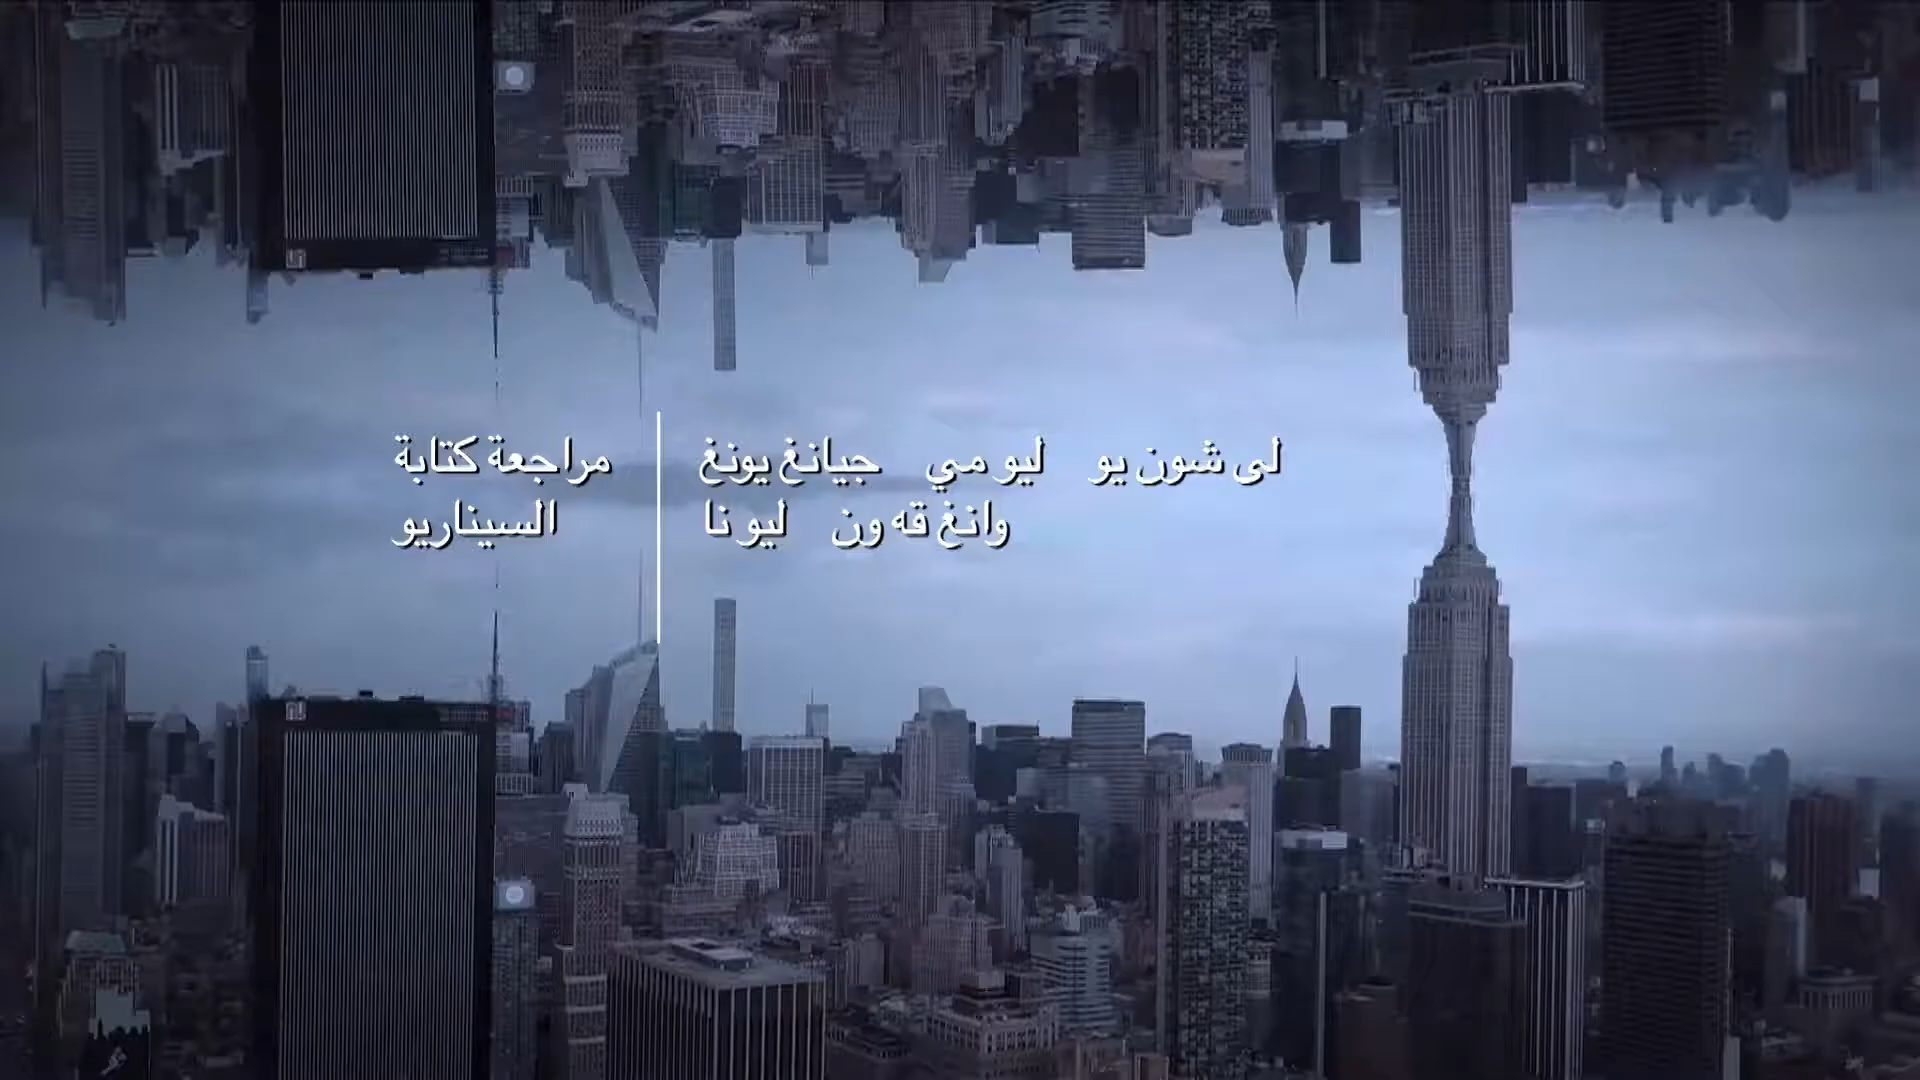 مراجعة كتابة
السيناريو
لى شون يو ليو مي جيانغ يونغ
وانغ قه ون ليو نا